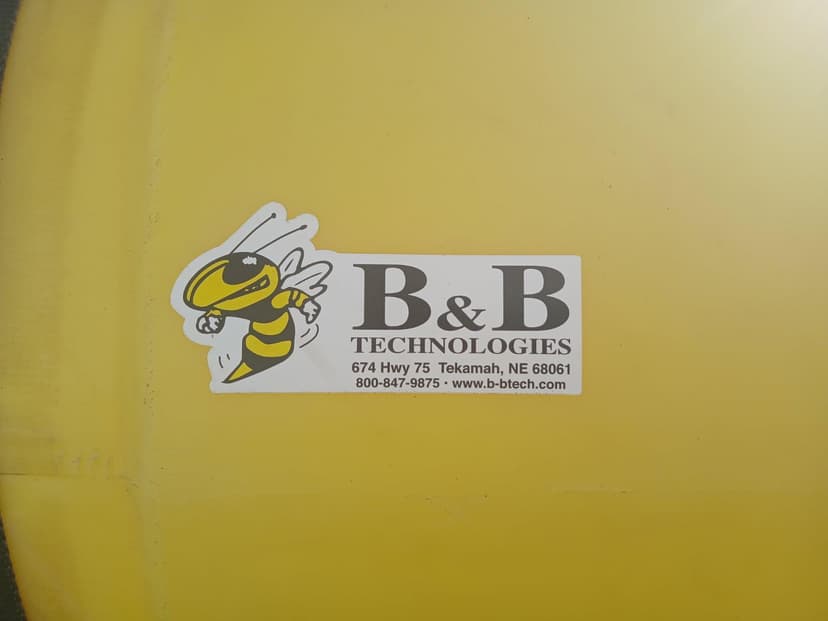 B&B
TECHNOLOGIES
674 Hwy 75 Tekamah, NE 68061
800-847-9875 · www.b-btech.com